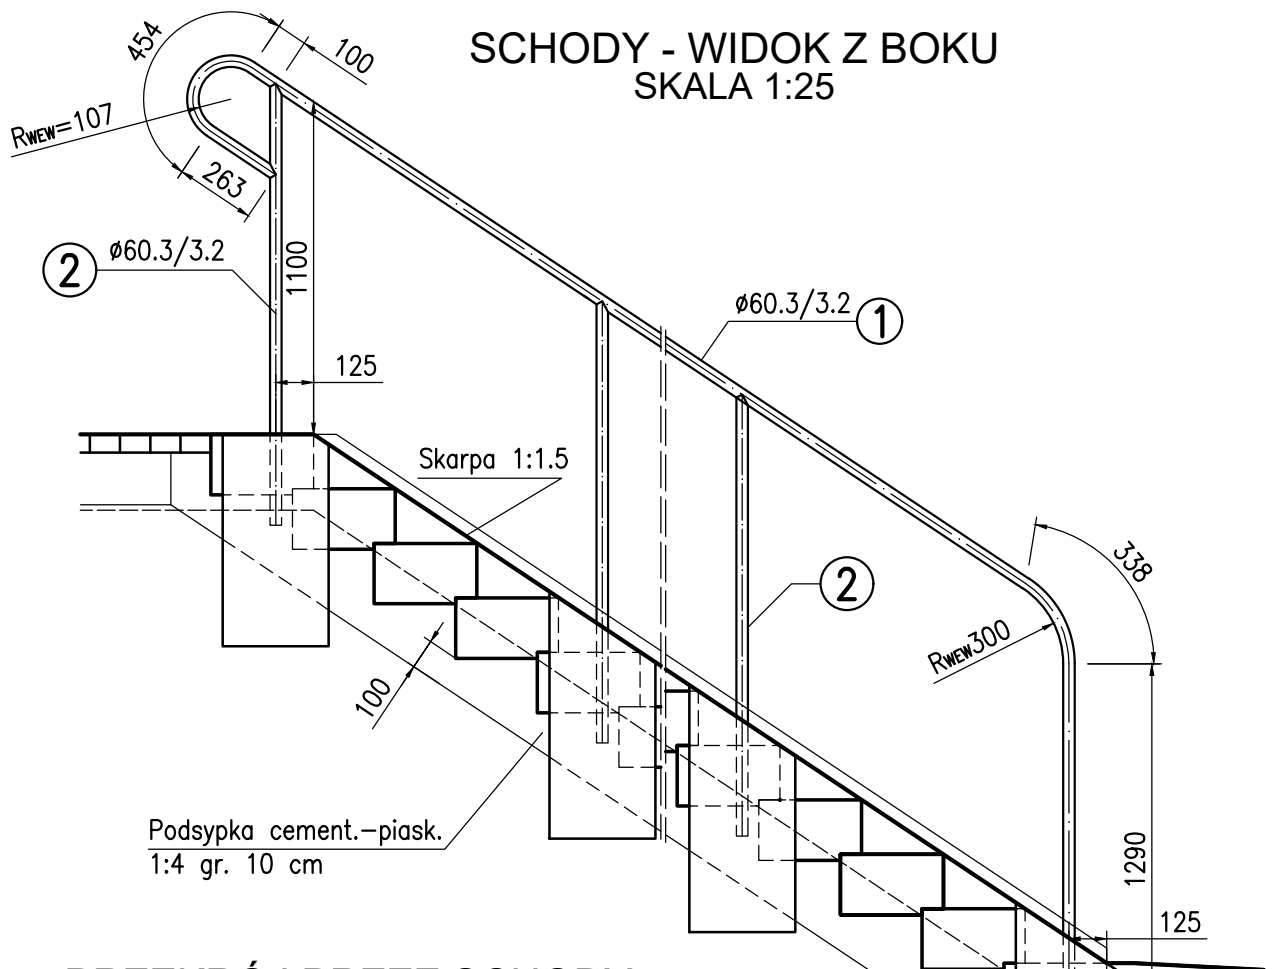 SCHODY - WIDOK Z BOKU
SKALA 1:25
454
100
RWEW=107
263
2
ø60.3/3.2
1100
ø60.3/3.2
1
125
Skarpa 1:1.5
338
2
RWEW300
100
Podsypka cement.-piask.
1:4 gr. 10 cm
1290
125